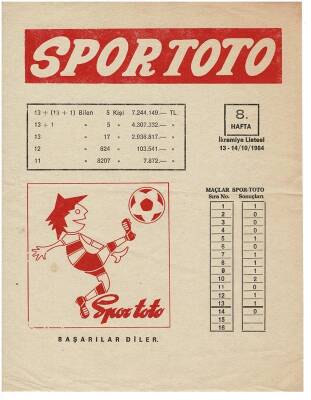 SPOR TOTO
13 + (13 + 1) Bilen 5 Kişi 7.244.149.— TL.
13 + 1 " 5 " 4.307.332.— "
13 " 17 " 2.938.817.— "
12 " 624 " 103.541.— "
11 " 8207 " 7.872.— "
8.
HAFTA
İkramiye Listesi
13 - 14/10/1984
MAÇLAR SPOR-TOTO
Sıra No. Sonuçları
1 1
2 0
3 0
4 0
5 1
6 0
7 1
8 1
9 1
10 2
11 0
12 1
13 1
14 0
15
16
Spor toto
BAŞARILAR DİLER.